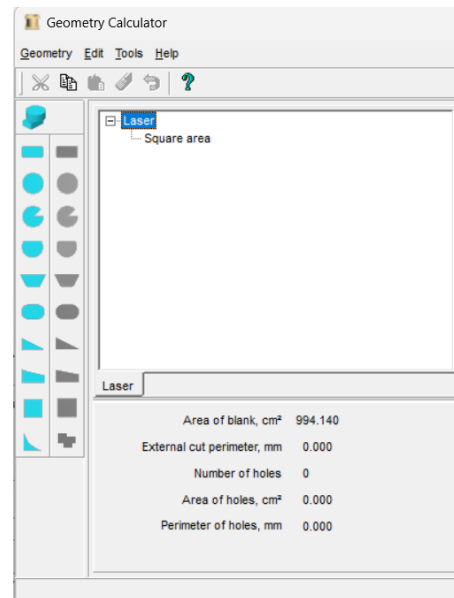 Geometry Calculator
Geometry Edit Tools Help
Laser
Square area
Laser
Area of blank, cm² 994.140
External cut perimeter, mm 0.000
Number of holes 0
Area of holes, cm² 0.000
Perimeter of holes, mm 0.000